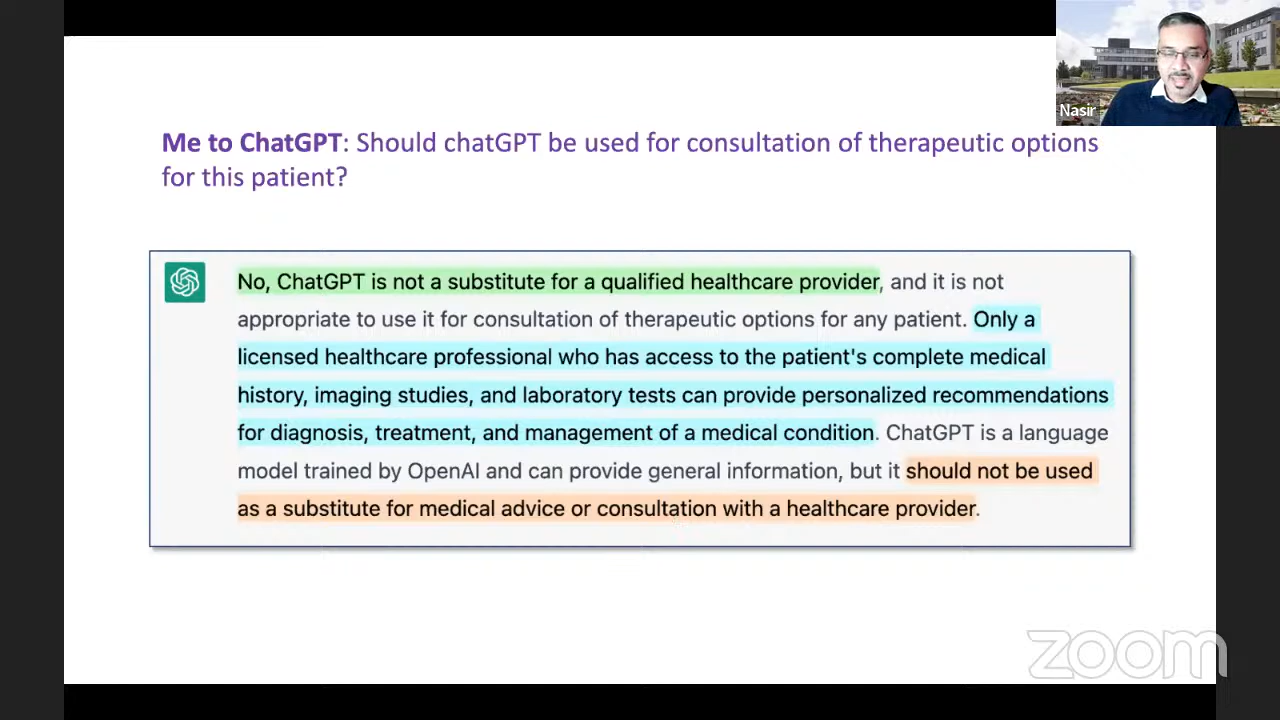 Nasir
Me to ChatGPT: Should chatGPT be used for consultation of therapeutic options
for this patient?
No, ChatGPT is not a substitute for a qualified healthcare provider, and it is not
appropriate to use it for consultation of therapeutic options for any patient. Only a
licensed healthcare professional who has access to the patient's complete medical
history, imaging studies, and laboratory tests can provide personalized recommendations
for diagnosis, treatment, and management of a medical condition. ChatGPT is a language
model trained by OpenAI and can provide general information, but it should not be used
as a substitute for medical advice or consultation with a healthcare provider.
zoom